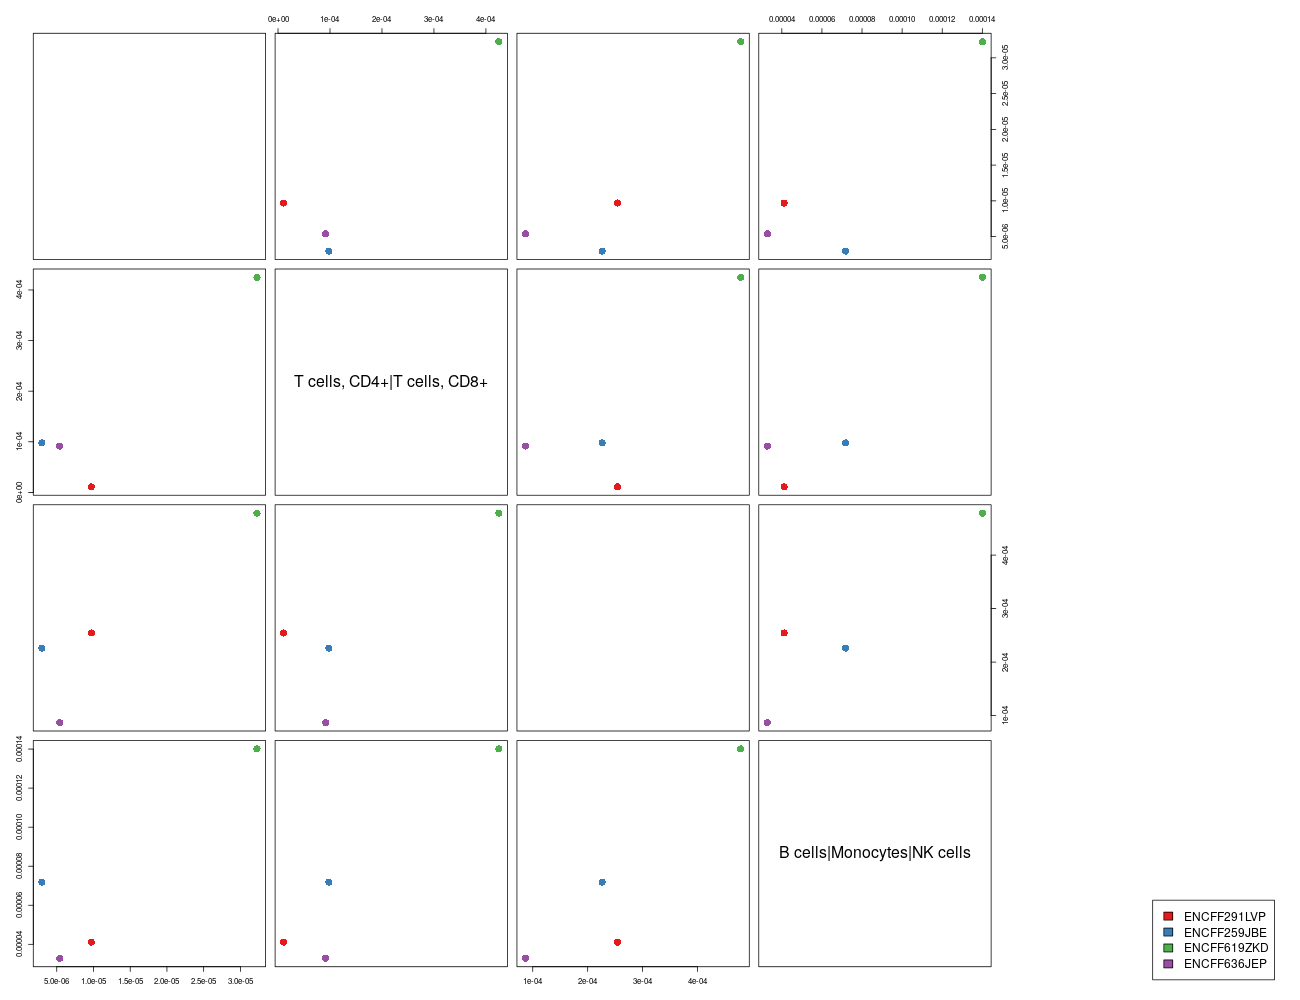 0e+00 1e-04 2e-04 3e-04 4e-04
0.00004 0.00006 0.00008 0.00010 0.00012 0.00014
5.0e-06 1.0e-05 1.5e-05 2.0e-05 2.5e-05 3.0e-05
0e+00 1e-04 2e-04 3e-04 4e-04
T cells, CD4+|T cells, CD8+
1e-04 2e-04 3e-04 4e-04
0.00004 0.00006 0.00008 0.00010 0.00012 0.00014
B cells|Monocytes|NK cells
5.0e-06 1.0e-05 1.5e-05 2.0e-05 2.5e-05 3.0e-05
1e-04 2e-04 3e-04 4e-04
ENCFF291LVP
ENCFF259JBE
ENCFF619ZKD
ENCFF636JEP